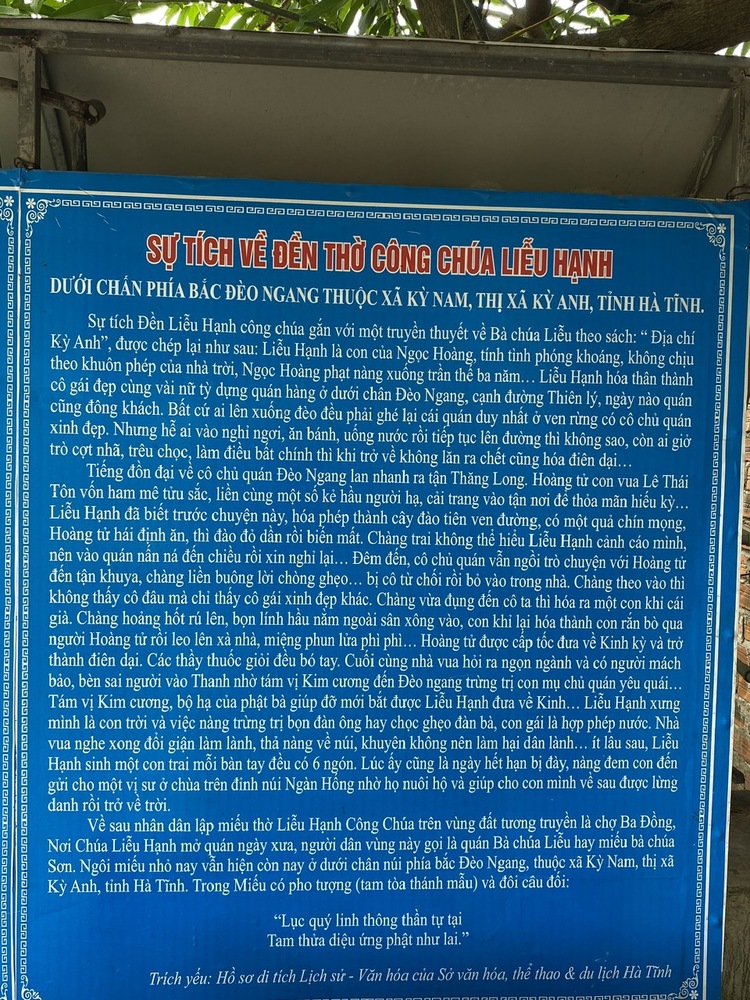 SỰ TÍCH VỀ ĐỀN THỜ CÔNG CHÚA LIỄU HẠNH
DƯỚI CHÂN PHÍA BẮC ĐÈO NGANG THUỘC XÃ KỲ NAM, THỊ XÃ KỲ ANH, TỈNH HÀ TĨNH.
Sự tích Đền Liễu Hạnh công chúa gắn với một truyền thuyết về Bà chúa Liễu theo sách: “ Địa chí
Kỳ Anh”, được chép lại như sau: Liễu Hạnh là con của Ngọc Hoàng, tính tình phóng khoáng, không chịu
theo khuôn phép của nhà trời, Ngọc Hoàng phạt nàng xuống trần thế ba năm… Liễu Hạnh hóa thân thành
cô gái đẹp cùng vài nữ tỳ dựng quán hàng ở dưới chân Đèo Ngang, cạnh đường Thiên lý, ngày nào quán
cũng đông khách. Bất cứ ai lên xuống đèo đều phải ghé lại cái quán duy nhất ở ven rừng có cô chủ quán
xinh đẹp. Nhưng hễ ai vào nghỉ ngơi, ăn bánh, uống nước rồi tiếp tục lên đường thì không sao, còn ai giở
trò cợt nhã, trêu chọc, làm điều bất chính thì khi trở về không lăn ra chết cũng hóa điên dại…
Tiếng đồn đại về cô chủ quán Đèo Ngang lan nhanh ra tận Thăng Long. Hoàng tử con vua Lê Thái
Tôn vốn ham mê tửu sắc, liền cùng một số kẻ hầu người hạ, cải trang vào tận nơi để thỏa mãn hiếu kỳ…
Liễu Hạnh đã biết trước chuyện này, hóa phép thành cây đào tiên ven đường, có một quả chín mọng,
Hoàng tử hái định ăn, thì đào đỏ dần rồi biến mất. Chàng trai không thể hiểu Liễu Hạnh cảnh cáo mình,
nên vào quán nấn ná đến chiều rồi xin nghỉ lại… Đêm đến, cô chủ quán vẫn ngồi trò chuyện với Hoàng tử
đến tận khuya, chàng liền buông lời chòng ghẹo… bị cô từ chối rồi bỏ vào trong nhà. Chàng theo vào thì
không thấy cô đâu mà chỉ thấy cô gái xinh đẹp khác. Chàng vừa đụng đến cô ta thì hóa ra một con khỉ cái
già. Chàng hoảng hốt rú lên, bọn lính hầu nằm ngoài sân xông vào, con khỉ lại hóa thành con rắn bò qua
người Hoàng tử rồi leo lên xà nhà, miệng phun lửa phì phì… Hoàng tử được cấp tốc đưa về Kinh kỳ và trở
thành điên dại. Các thầy thuốc giỏi đều bó tay. Cuối cùng nhà vua hỏi ra ngọn ngành và có người mách
bảo, bèn sai người vào Thanh nhờ tám vị Kim cương đến Đèo ngang trừng trị con mụ chủ quán yêu quái…
Tám vị Kim cương, bộ hạ của phật bà giúp đỡ mới bắt được Liễu Hạnh đưa về Kinh… Liễu Hạnh xưng
mình là con trời và việc nàng trừng trị bọn đàn ông hay chọc ghẹo đàn bà, con gái là hợp phép nước. Nhà
vua nghe xong đổi giận làm lành, thả nàng về núi, khuyên không nên làm hại dân lành… ít lâu sau, Liễu
Hạnh sinh một con trai mỗi bàn tay đều có 6 ngón. Lúc ấy cũng là ngày hết hạn bị đày, nàng đem con đến
gửi cho một vị sư ở chùa trên đỉnh núi Ngàn Hống nhờ họ nuôi hộ và giúp cho con mình về sau được lừng
danh rồi trở về trời.
Về sau nhân dân lập miếu thờ Liễu Hạnh Công Chúa trên vùng đất tương truyền là chợ Ba Đồng,
Nơi Chúa Liễu Hạnh mở quán ngày xưa, người dân vùng này gọi là quán Bà chúa Liễu hay miếu bà chúa
Sơn. Ngôi miếu nho nay vẫn hiện còn nay ở dưới chân núi phía bắc Đèo Ngang, thuộc xã Kỳ Nam, thị xã
Kỳ Anh, tỉnh Hà Tĩnh. Trong Miếu có pho tượng (tam tòa thánh mẫu) và đôi câu đối:
“Lục quý linh thông thần tự tại
Tam thừa diệu ứng phật như lai.”
Trích yếu: Hồ sơ di tích Lịch sử - Văn hóa của Sở văn hóa, thể thao & du lịch Hà Tĩnh